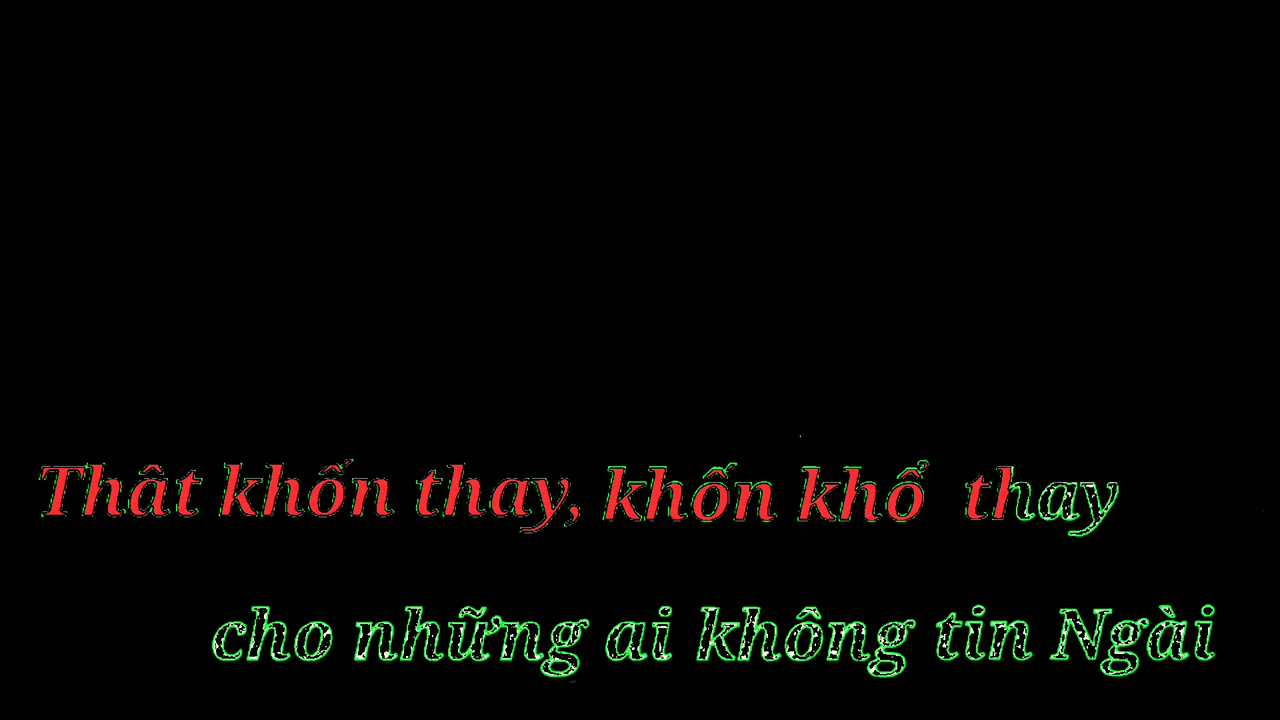 Thât khốn thay, khốn khổ thay
cho những ai không tin Ngài